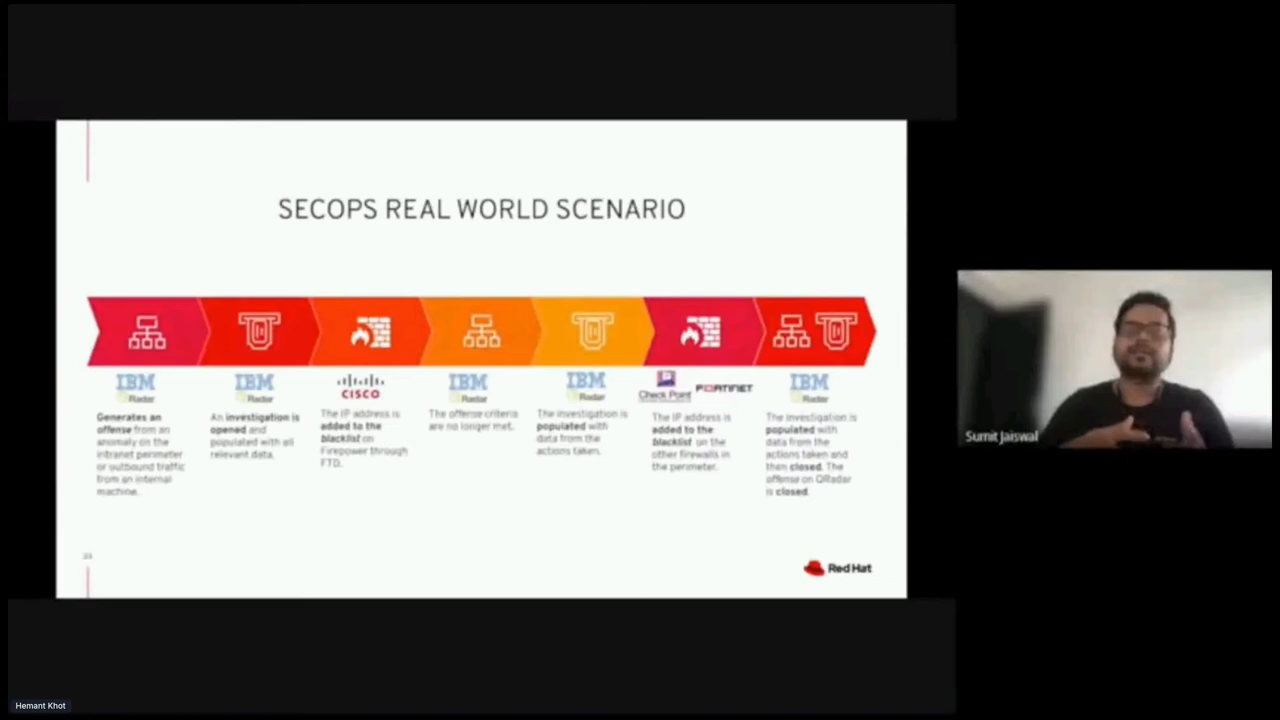 SECOPS REAL WORLD SCENARIO
IBM
QRadar
Generates an
offense from an
anomaly on the
intranet perimeter
or outbound traffic
from an internal
machine.
IBM
QRadar
An investigation is
opened and
populated with all
relevant data.
CISCO
The IP address is
added to the
blacklist on
Firepower through
FTD.
IBM
QRadar
The offense criteria
are no longer met.
IBM
QRadar
The investigation is
populated with
data from the
actions taken.
Check Point
FORTINET
The IP address is
added to the
blacklist on the
other firewalls in
the perimeter.
IBM
QRadar
The investigation is
populated with
data from the
actions taken and
then closed. The
offense on QRadar
is closed.
Red Hat
Sumit Jaiswal
Hemant Khot